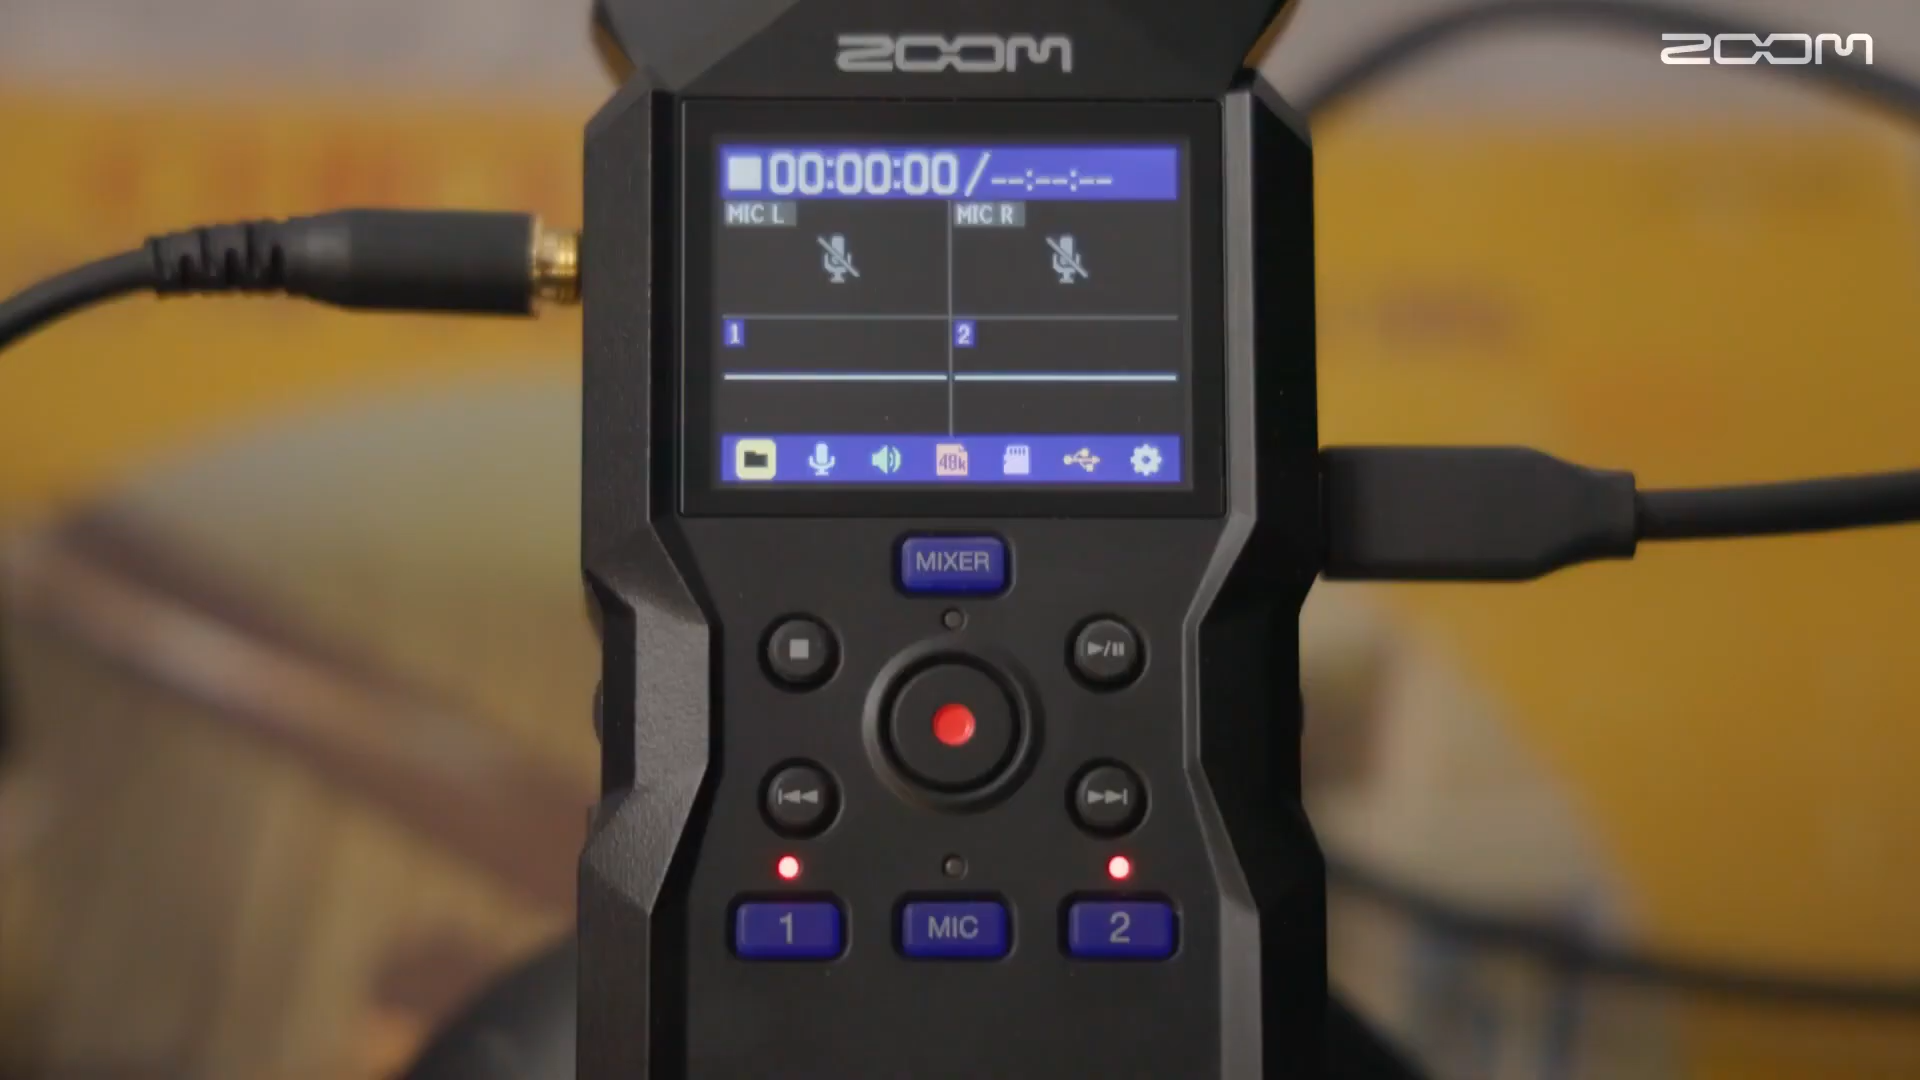 ZOOM
ZOOM
00:00:00/--:--:--
MIC L MIC R
1 2
48k
MIXER
1 MIC 2